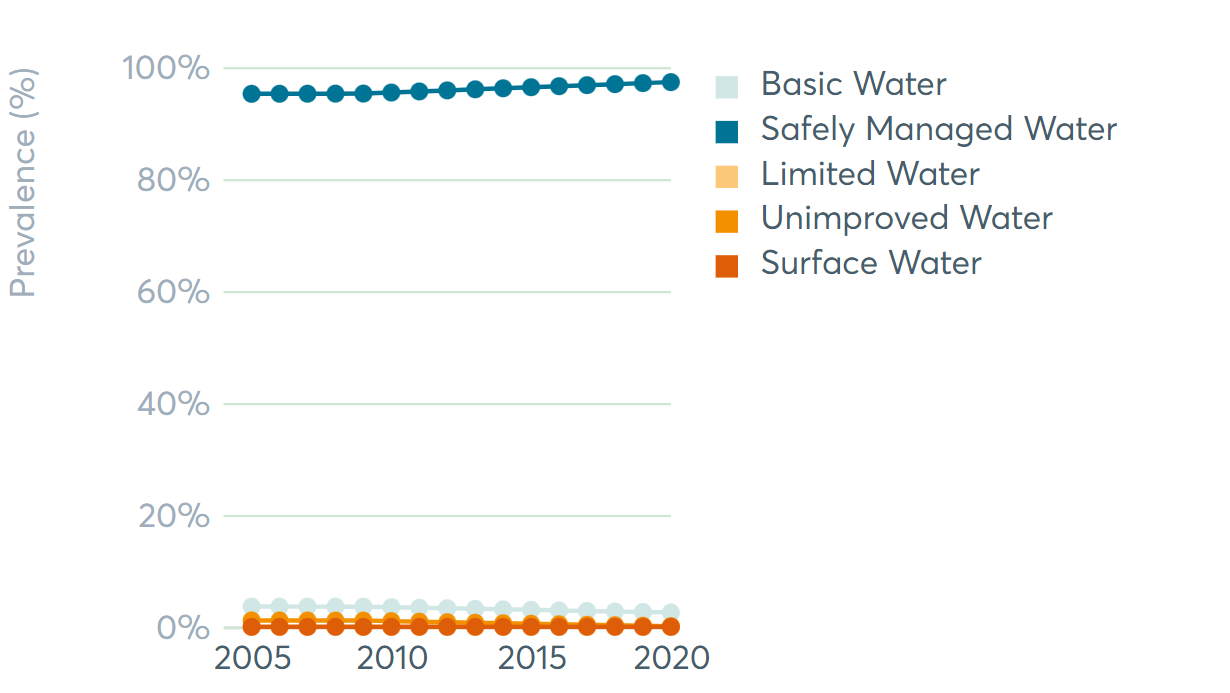 Prevalence (%)
100%
80%
60%
40%
20%
0%
2005 2010 2015 2020
Basic Water
Safely Managed Water
Limited Water
Unimproved Water
Surface Water